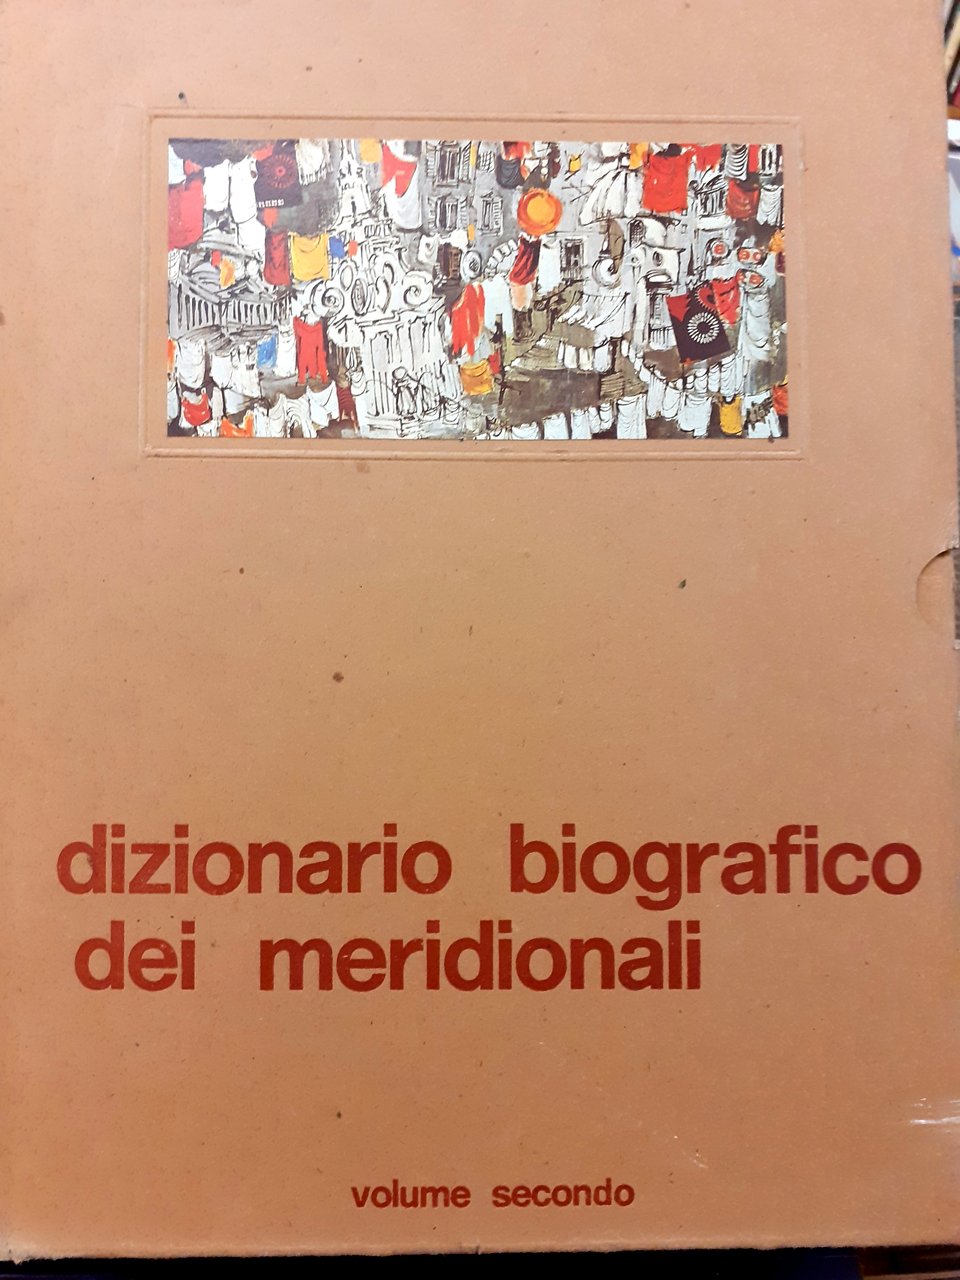 dizionario biografico
dei meridionali
volume secondo